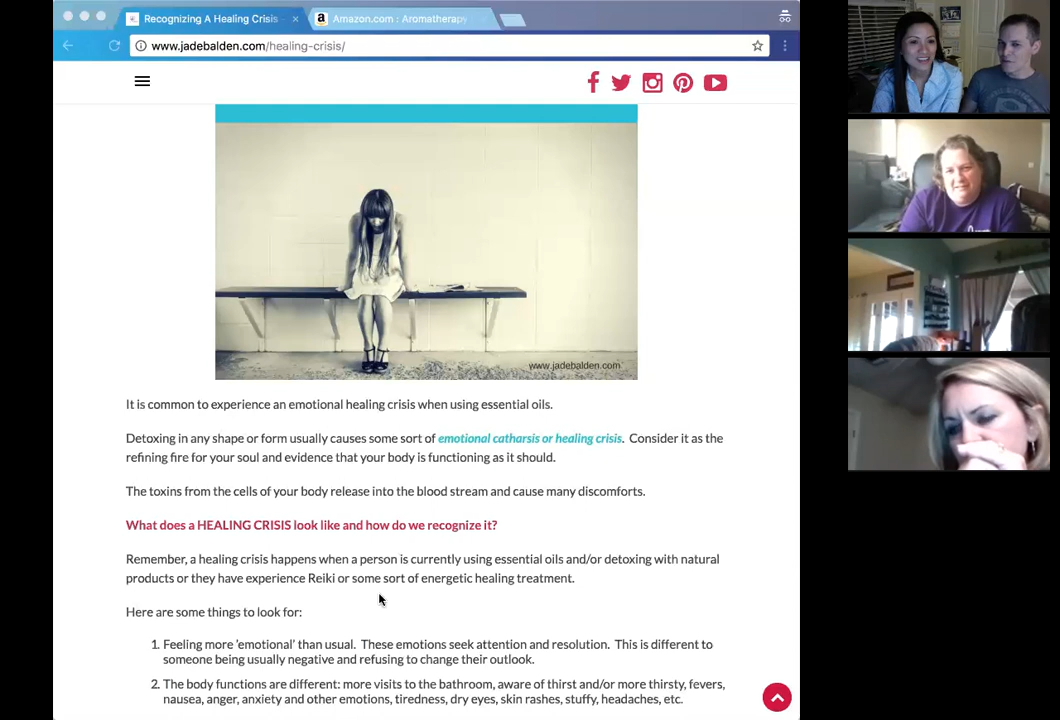 Recognizing A Healing Crisis
Amazon.com : Aromatherapy
www.jadebalden.com/healing-crisis/
www.jadebalden.com
It is common to experience an emotional healing crisis when using essential oils.
Detoxing in any shape or form usually causes some sort of emotional catharsis or healing crisis. Consider it as the
refining fire for your soul and evidence that your body is functioning as it should.
The toxins from the cells of your body release into the blood stream and cause many discomforts.
What does a HEALING CRISIS look like and how do we recognize it?
Remember, a healing crisis happens when a person is currently using essential oils and/or detoxing with natural
products or they have experience Reiki or some sort of energetic healing treatment.
Here are some things to look for:
1. Feeling more 'emotional' than usual. These emotions seek attention and resolution. This is different to
someone being usually negative and refusing to change their outlook.
2. The body functions are different: more visits to the bathroom, aware of thirst and/or more thirsty, fevers,
nausea, anger, anxiety and other emotions, tiredness, dry eyes, skin rashes, stuffy, headaches, etc.